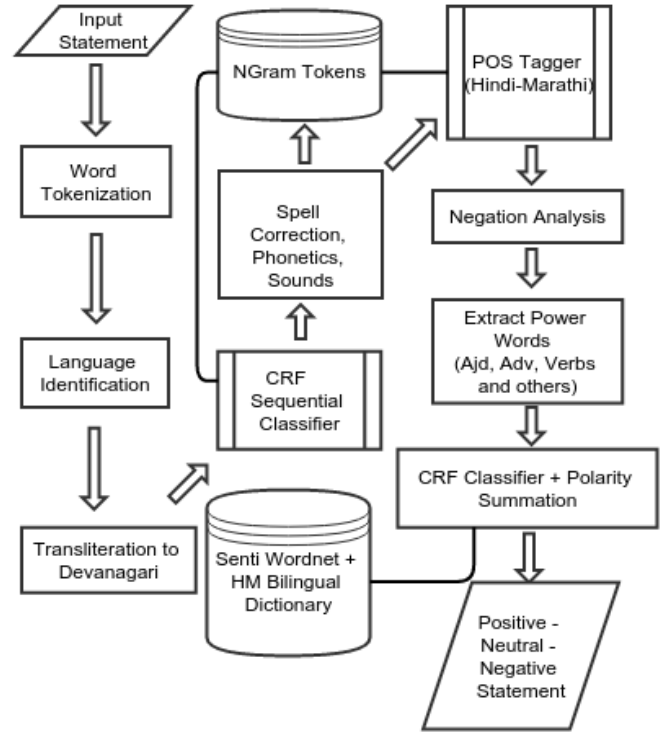 Input
Statement
Word
Tokenization
Language
Identification
Transliteration to
Devanagari
CRF
Sequential
Classifier
Spell
Correction,
Phonetics,
Sounds
NGram Tokens
POS Tagger
(Hindi-Marathi)
Negation Analysis
Extract Power
Words
(Ajd, Adv, Verbs
and others)
CRF Classifier + Polarity
Summation
Senti Wordnet +
HM Bilingual
Dictionary
Positive -
Neutral -
Negative
Statement